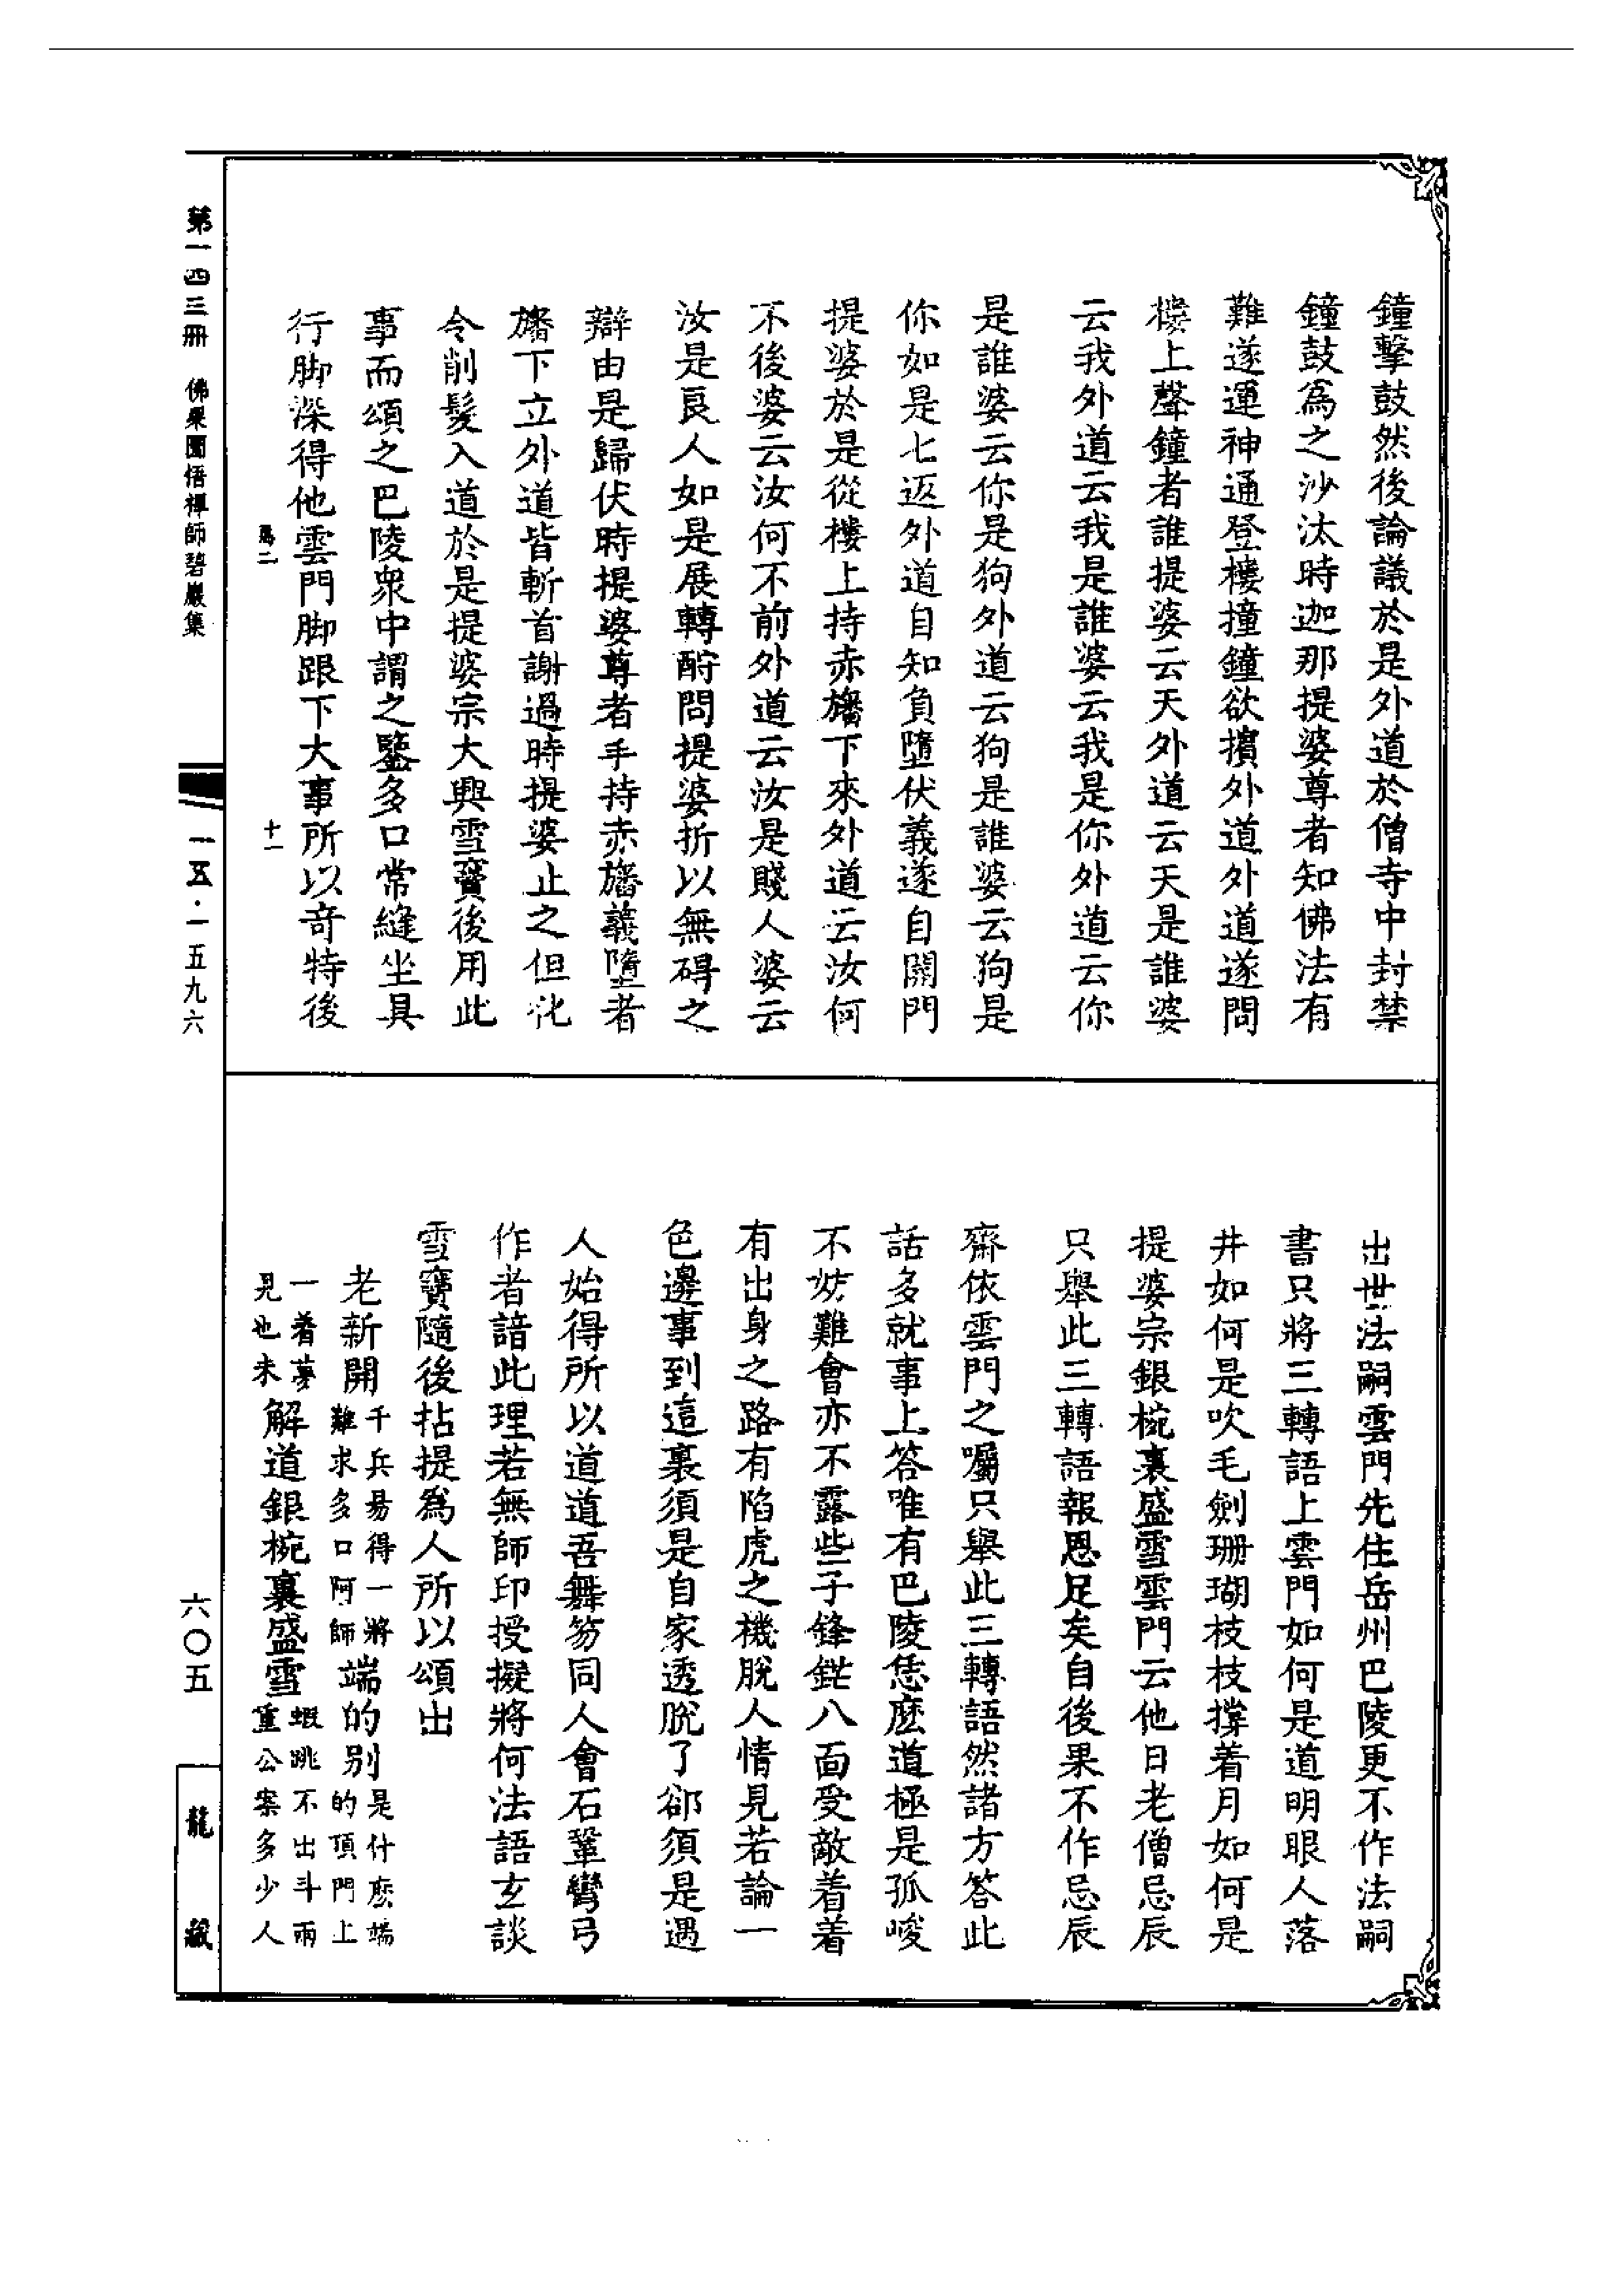 鐘擊鼓然後論議於是外道於僧寺中封禁
鐘鼓爲之沙汰時迦那提婆尊者知佛法有
難遂運神通登樓撞鐘欲擯外道外道遂問
樓上聲鐘者誰提婆云天外道云天是誰婆
云我外道云我是誰婆云我是你外道云你
是誰婆云你是狗外道云狗是誰婆云狗是
你如是七返外道自知負墮伏義遂自開門
提婆於是從樓上持赤旛下來外道云汝何
不後婆云汝何不前外道云汝是賤人婆云
汝是良人如是展轉酧問提婆折以無碍之
辯由是歸伏時提婆尊者手持赤旛義墮者
旛下立外道皆斬首謝過時提婆止之但化
令削髮入道於是提婆宗大興雪竇後用此
事而頌之巴陵衆中謂之鑒多口常縫坐具
行脚深得他雲門脚跟下大事所以竒特後
十一
出世法嗣雲門先住岳州巴陵更不作法嗣
書只將三轉語上雲門如何是道明眼人落
井如何是吹毛劍珊瑚枝枝撐着月如何是
提婆宗銀椀裏盛雪雲門云他日老僧忌辰
只舉此三轉語報恩足矣自後果不作忌辰
齋依雲門之囑只舉此三轉語然諸方答此
話多就事上答唯有巴陵恁麽道極是孤峻
不妨難會亦不露些子鋒鋩八面受敵着着
有出身之路有陷虎之機脫人情見若論一
色邊事到這裏須是自家透脫了卻須是遇
人始得所以道道吾舞笏同人會石鞏彎弓
作者諳此理若無師印授擬將何法語玄談
雪竇隨後拈提爲人所以頌出
老新開千兵易得一將難求多口阿師端的別是什麽端的頂門上
一着夢見也未解道銀椀裏盛雪蝦跳不出斗兩重公案多少人
第一四三冊　佛果圜悟禪師碧巖集
一五·一五九六
六〇五
龍藏